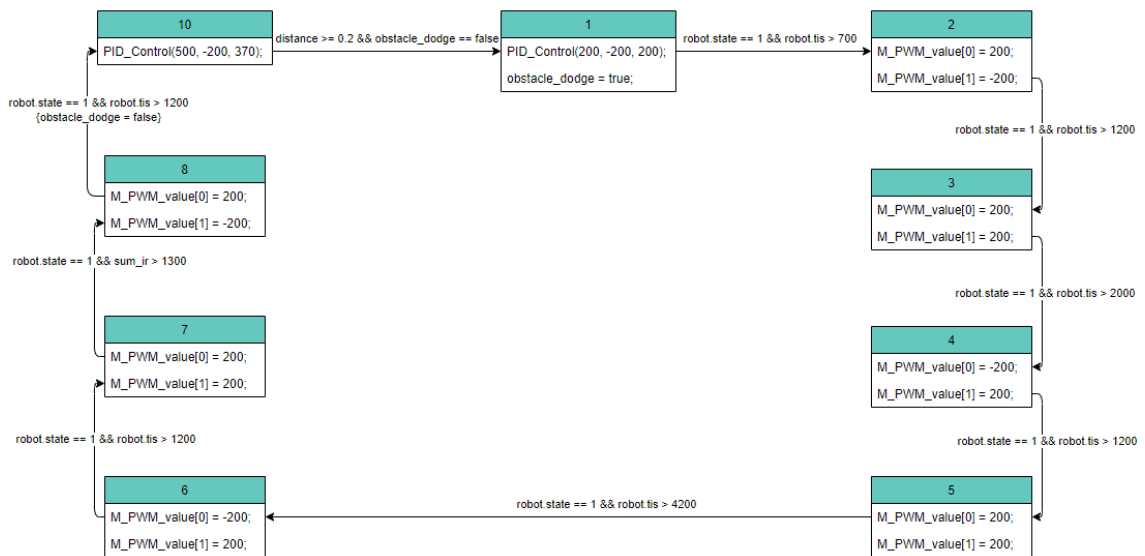 10
PID_Control(500, -200, 370);
distance >= 0.2 && obstacle_dodge == false
1
PID_Control(200, -200, 200);
obstacle_dodge = true;
robot.state == 1 && robot.tis > 700
2
M_PWM_value[0] = 200;
M_PWM_value[1] = -200;
robot.state == 1 && robot.tis > 1200
3
M_PWM_value[0] = 200;
M_PWM_value[1] = 200;
robot.state == 1 && robot.tis > 2000
4
M_PWM_value[0] = -200;
M_PWM_value[1] = 200;
robot.state == 1 && robot.tis > 1200
5
M_PWM_value[0] = 200;
M_PWM_value[1] = 200;
robot.state == 1 && robot.tis > 4200
6
M_PWM_value[0] = -200;
M_PWM_value[1] = 200;
robot.state == 1 && robot.tis > 1200
7
M_PWM_value[0] = 200;
M_PWM_value[1] = 200;
robot.state == 1 && sum_ir > 1300
8
M_PWM_value[0] = 200;
M_PWM_value[1] = -200;
robot.state == 1 && robot.tis > 1200
{obstacle_dodge = false}